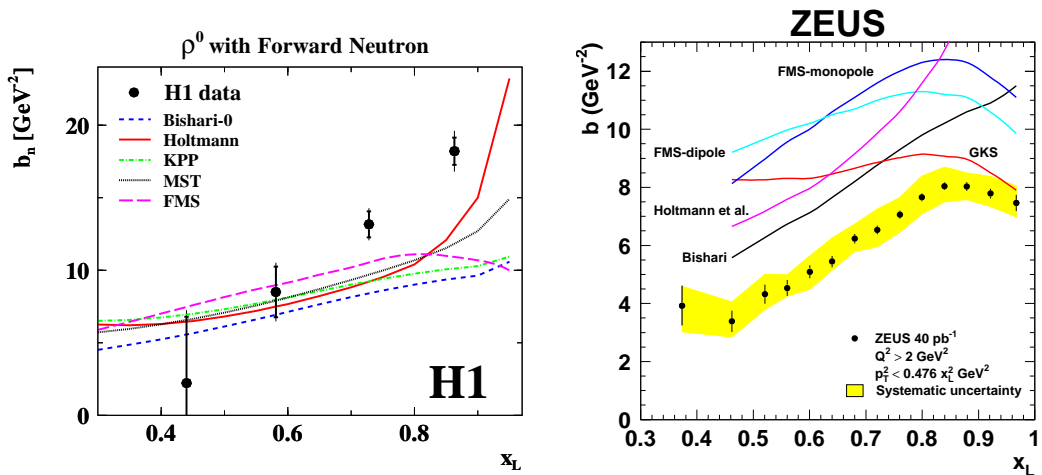 ρ⁰ with Forward Neutron
b_n [GeV⁻²]
20
10
0
H1 data
Bishari-0
Holtmann
KPP
MST
FMS
H1
0.4
0.6
0.8
x_L
ZEUS
b (GeV⁻²)
12
10
8
6
4
2
0
FMS-monopole
FMS-dipole
GKS
Holtmann et al.
Bishari
ZEUS 40 pb⁻¹
Q² > 2 GeV²
p_T² < 0.476 x_L² GeV²
Systematic uncertainty
0.3
0.4
0.5
0.6
0.7
0.8
0.9
1
x_L